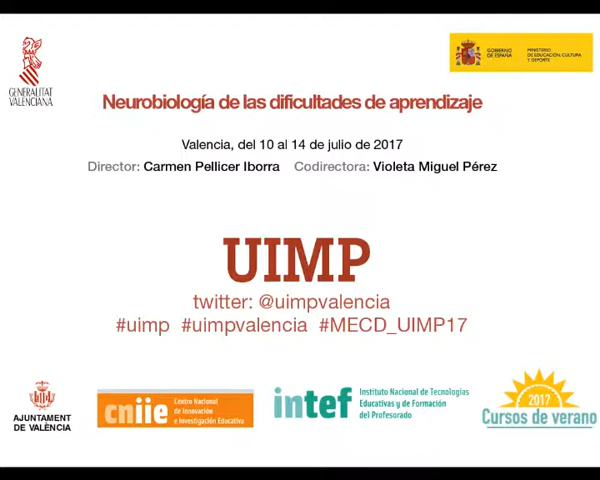 GENERALITAT
VALENCIANA
GOBIERNO
DE ESPAÑA
MINISTERIO
DE EDUCACIÓN, CULTURA
Y DEPORTE
Neurobiología de las dificultades de aprendizaje
Valencia, del 10 al 14 de julio de 2017
Director: Carmen Pellicer Iborra Codirectora: Violeta Miguel Pérez
UIMP
twitter: @uimpvalencia
#uimp #uimpvalencia #MECD_UIMP17
AJUNTAMENT
DE VALÈNCIA
cniie
Centro Nacional
de Innovación
e Investigación Educativa
intef
Instituto Nacional de Tecnologías
Educativas y de Formación
del Profesorado
2017
Cursos de verano